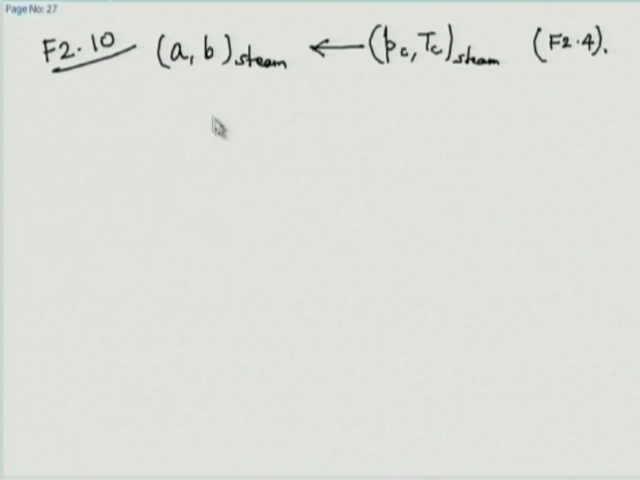 Page No: 27
F2.10 (a, b)steam ← (pc, Tc)steam (F2.4).